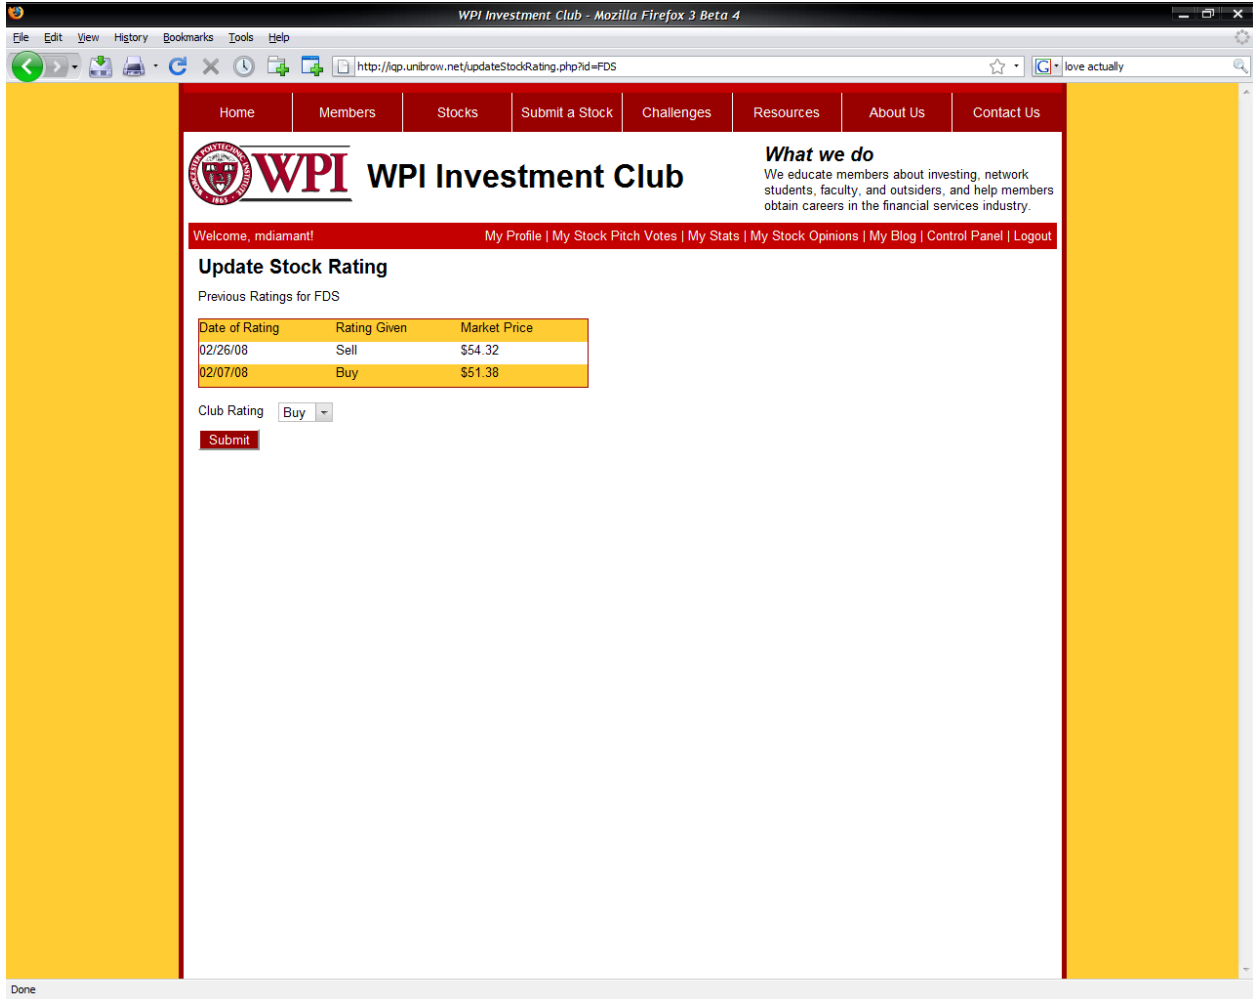 WPI Investment Club - Mozilla Firefox 3 Beta 4
File Edit View History Bookmarks Tools Help
http://iqp.unibrow.net/updateStockRating.php?id=FDS
G love actually
Home Members Stocks Submit a Stock Challenges Resources About Us Contact Us
WORCESTER POLYTECHNIC INSTITUTE
1865
WPI
WPI Investment Club
What we do
We educate members about investing, network
students, faculty, and outsiders, and help members
obtain careers in the financial services industry.
Welcome, mdiamant!
My Profile | My Stock Pitch Votes | My Stats | My Stock Opinions | My Blog | Control Panel | Logout
Update Stock Rating
Previous Ratings for FDS
Date of Rating Rating Given Market Price
02/26/08 Sell $54.32
02/07/08 Buy $51.38
Club Rating Buy
Submit
Done